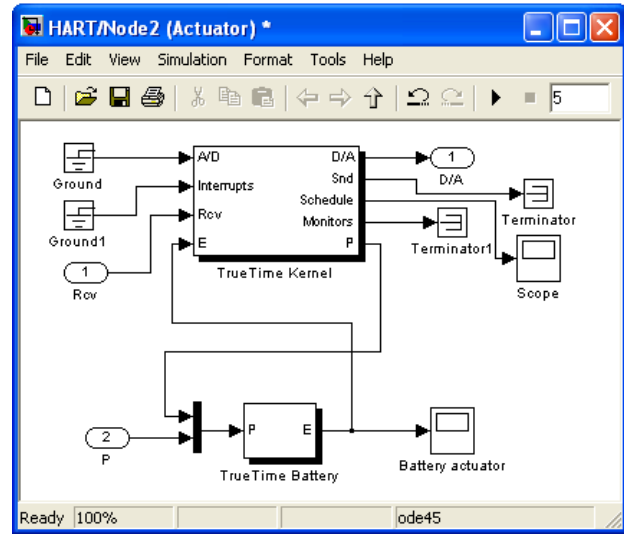 HART/Node2 (Actuator) *
File Edit View Simulation Format Tools Help
5
A/D
D/A
1
Ground
Interrupts
Snd
D/A
Schedule
Rcv
Monitors
Terminator
Ground1
E
P
Terminator1
1
TrueTime Kernel
Rcv
Scope
2
P
E
P
TrueTime Battery
Battery actuator
Ready 100% ode45